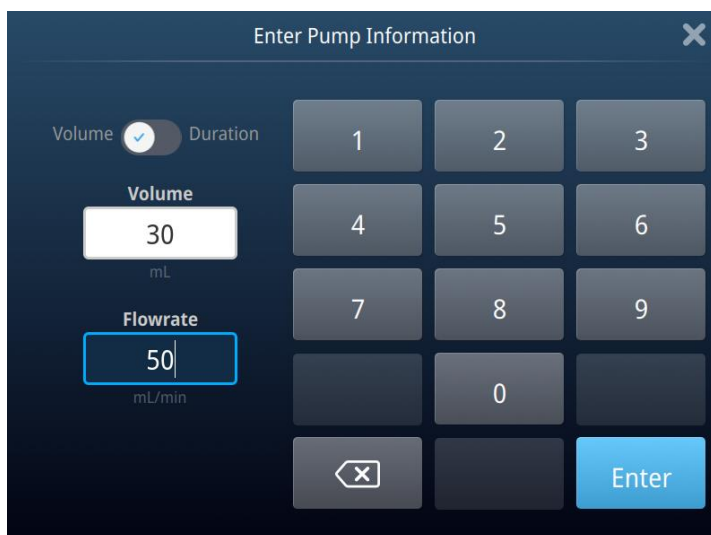 Enter Pump Information
Volume Duration
Volume
30
mL
Flowrate
50
mL/min
1 2 3
4 5 6
7 8 9
0
Enter